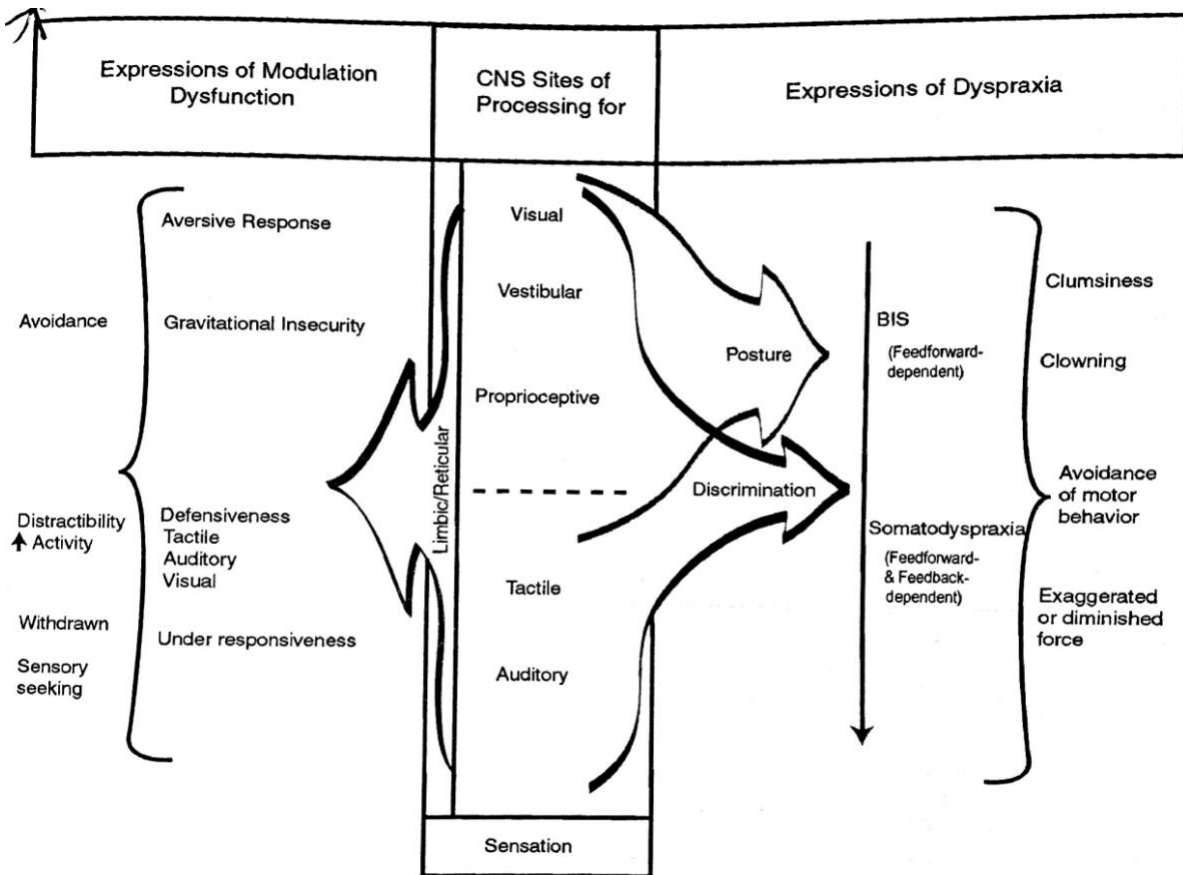 Expressions of Modulation
Dysfunction
CNS Sites of
Processing for
Expressions of Dyspraxia
Avoidance
Distractibility
↑ Activity
Withdrawn
Sensory
seeking
Aversive Response
Gravitational Insecurity
Defensiveness
Tactile
Auditory
Visual
Under responsiveness
Limbic/Reticular
Visual
Vestibular
Proprioceptive
Tactile
Auditory
Sensation
Posture
Discrimination
BIS
(Feedforward-
dependent)
Somatodyspraxia
(Feedforward-
& Feedback-
dependent)
Clumsiness
Clowning
Avoidance
of motor
behavior
Exaggerated
or diminished
force